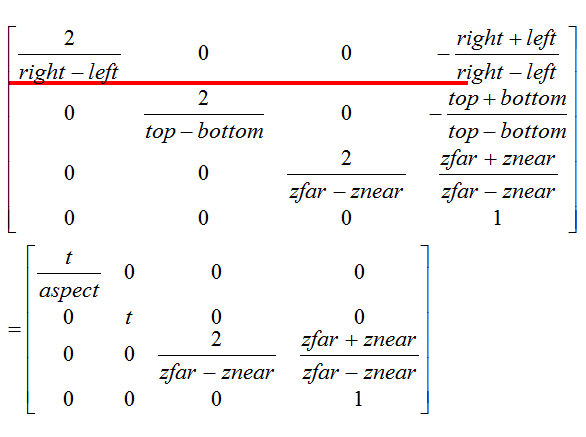 2/(right − left) 0 0 −(right + left)/(right − left)
0 2/(top − bottom) 0 −(top + bottom)/(top − bottom)
0 0 2/(zfar − znear) (zfar + znear)/(zfar − znear)
0 0 0 1
= t/aspect 0 0 0
0 t 0 0
0 0 2/(zfar − znear) (zfar + znear)/(zfar − znear)
0 0 0 1